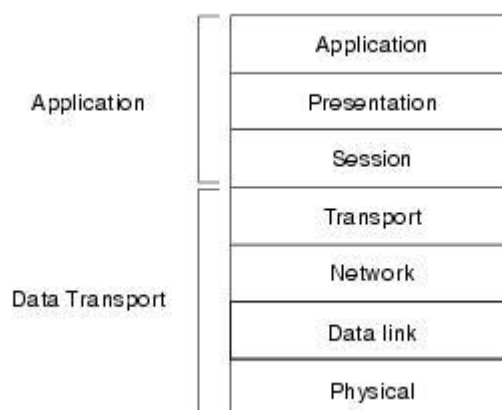 Application
Presentation
Application
Session
Transport
Network
Data Transport
Data link
Physical